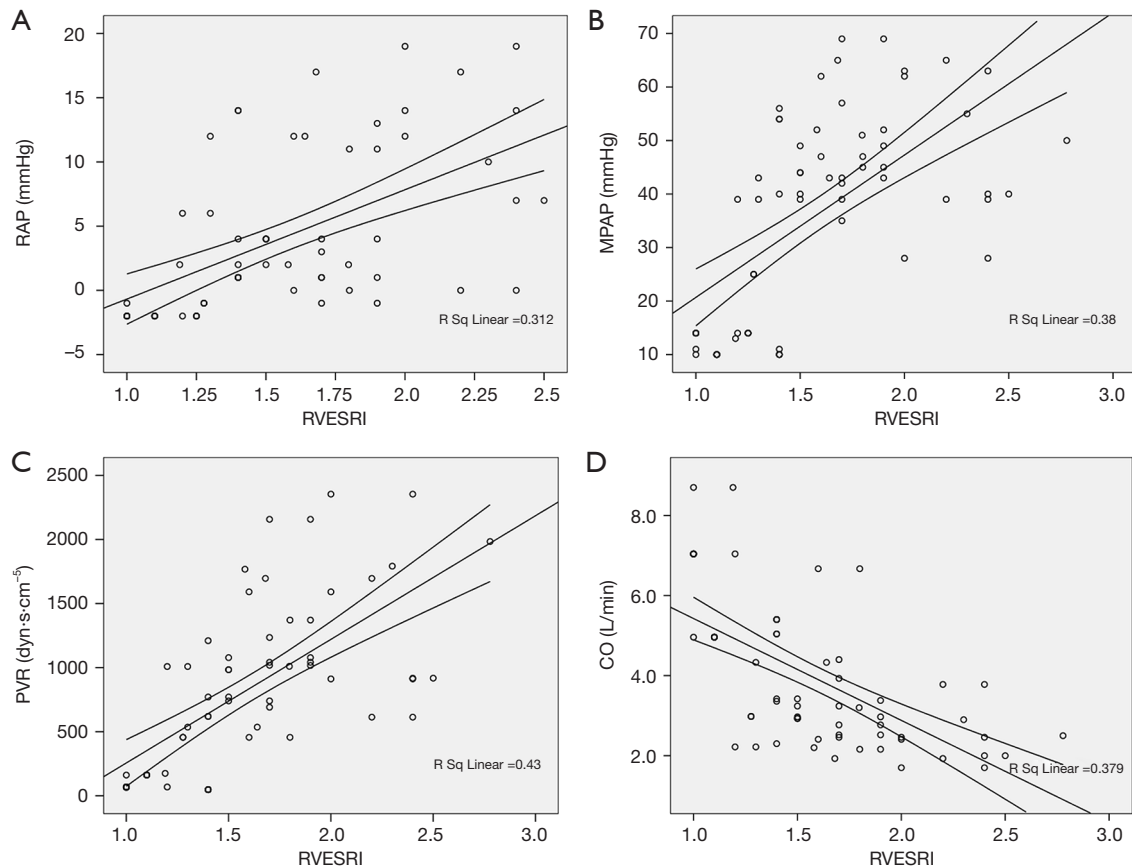 A
RAP (mmHg)
20
15
10
5
0
–5
R Sq Linear =0.312
1.0 1.25 1.25 1.75 2.0 2.25 2.5
RVESRI
B
MPAP (mmHg)
70
60
50
40
30
20
10
R Sq Linear =0.38
1.0 1.5 2.0 2.5 3.0
RVESRI
C
PVR (dyn·s·cm⁻⁵)
2500
2000
1500
1000
500
0
R Sq Linear =0.43
1.0 1.5 2.0 2.5 3.0
RVESRI
D
CO (L/min)
8.0
6.0
4.0
2.0
R Sq Linear =0.379
1.0 1.5 2.0 2.5 3.0
RVESRI